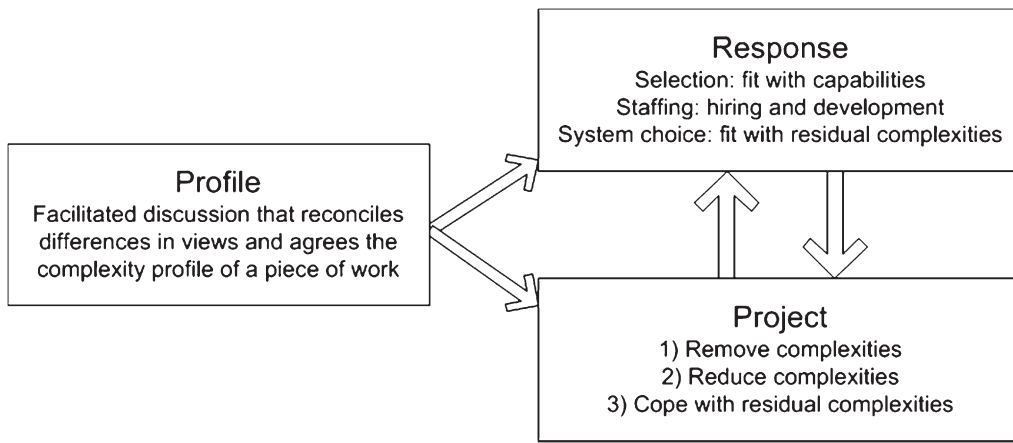 Profile
Facilitated discussion that reconciles
differences in views and agrees the
complexity profile of a piece of work
Response
Selection: fit with capabilities
Staffing: hiring and development
System choice: fit with residual complexities
Project
1) Remove complexities
2) Reduce complexities
3) Cope with residual complexities